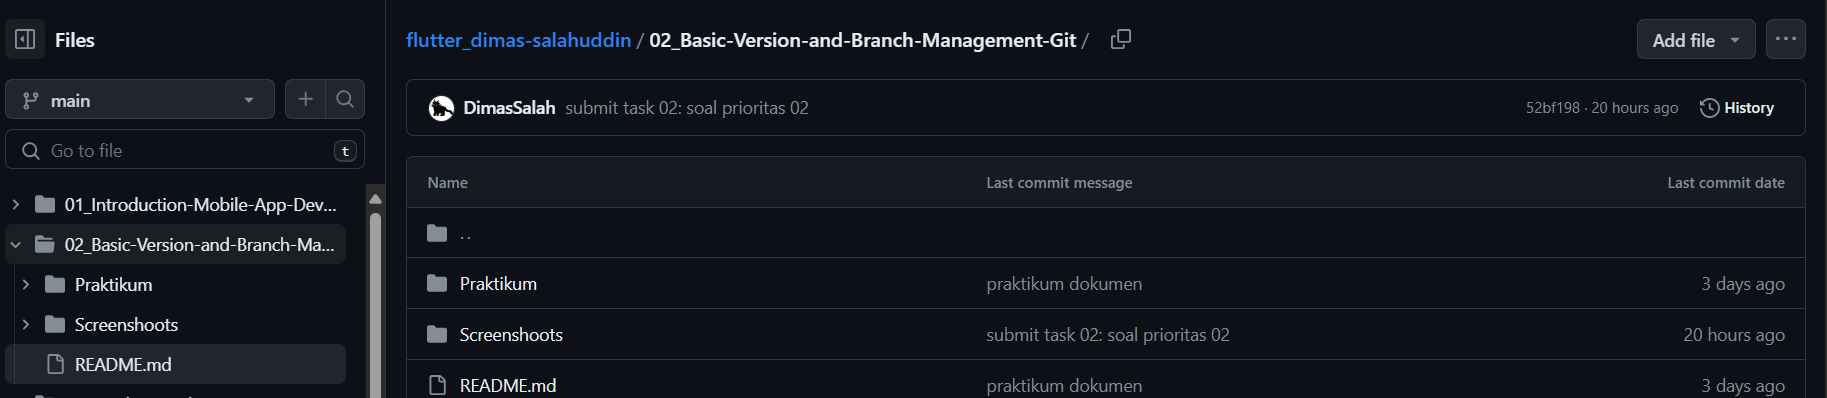 Files
main
Go to file
t
01_Introduction-Mobile-App-Dev...
02_Basic-Version-and-Branch-Ma...
Praktikum
Screenshoots
README.md
flutter_dimas-salahuddin / 02_Basic-Version-and-Branch-Management-Git /
Add file
DimasSalah submit task 02: soal prioritas 02
52bf198 · 20 hours ago
History
Name Last commit message Last commit date
..
Praktikum praktikum dokumen 3 days ago
Screenshoots submit task 02: soal prioritas 02 20 hours ago
README.md praktikum dokumen 3 days ago